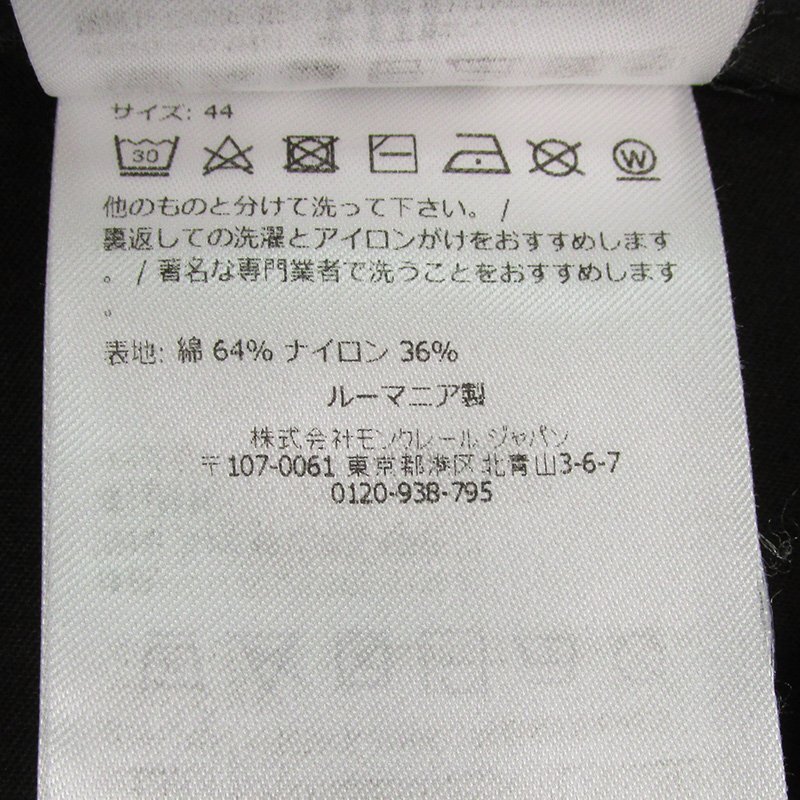 サイズ: 44
30
W
他のものと分けて洗って下さい。 /
裏返しての洗濯とアイロンがけをおすすめします
。 / 著名な専門業者で洗うことをおすすめします
。
表地: 綿 64% ナイロン 36%
ルーマニア製
株式会社モンクレール ジャパン
〒107-0061 東京都港区北青山3-6-7
0120-938-795